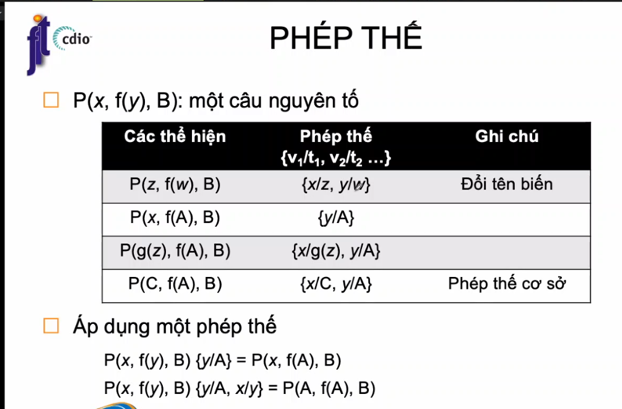 fit cdio
PHÉP THẾ
P(x, f(y), B): một câu nguyên tố
Các thể hiện Phép thế Ghi chú
{v₁/t₁, v₂/t₂ ...}
P(z, f(w), B) {x/z, y/w} Đổi tên biến
P(x, f(A), B) {y/A}
P(g(z), f(A), B) {x/g(z), y/A}
P(C, f(A), B) {x/C, y/A} Phép thế cơ sở
Áp dụng một phép thế
P(x, f(y), B) {y/A} = P(x, f(A), B)
P(x, f(y), B) {y/A, x/y} = P(A, f(A), B)